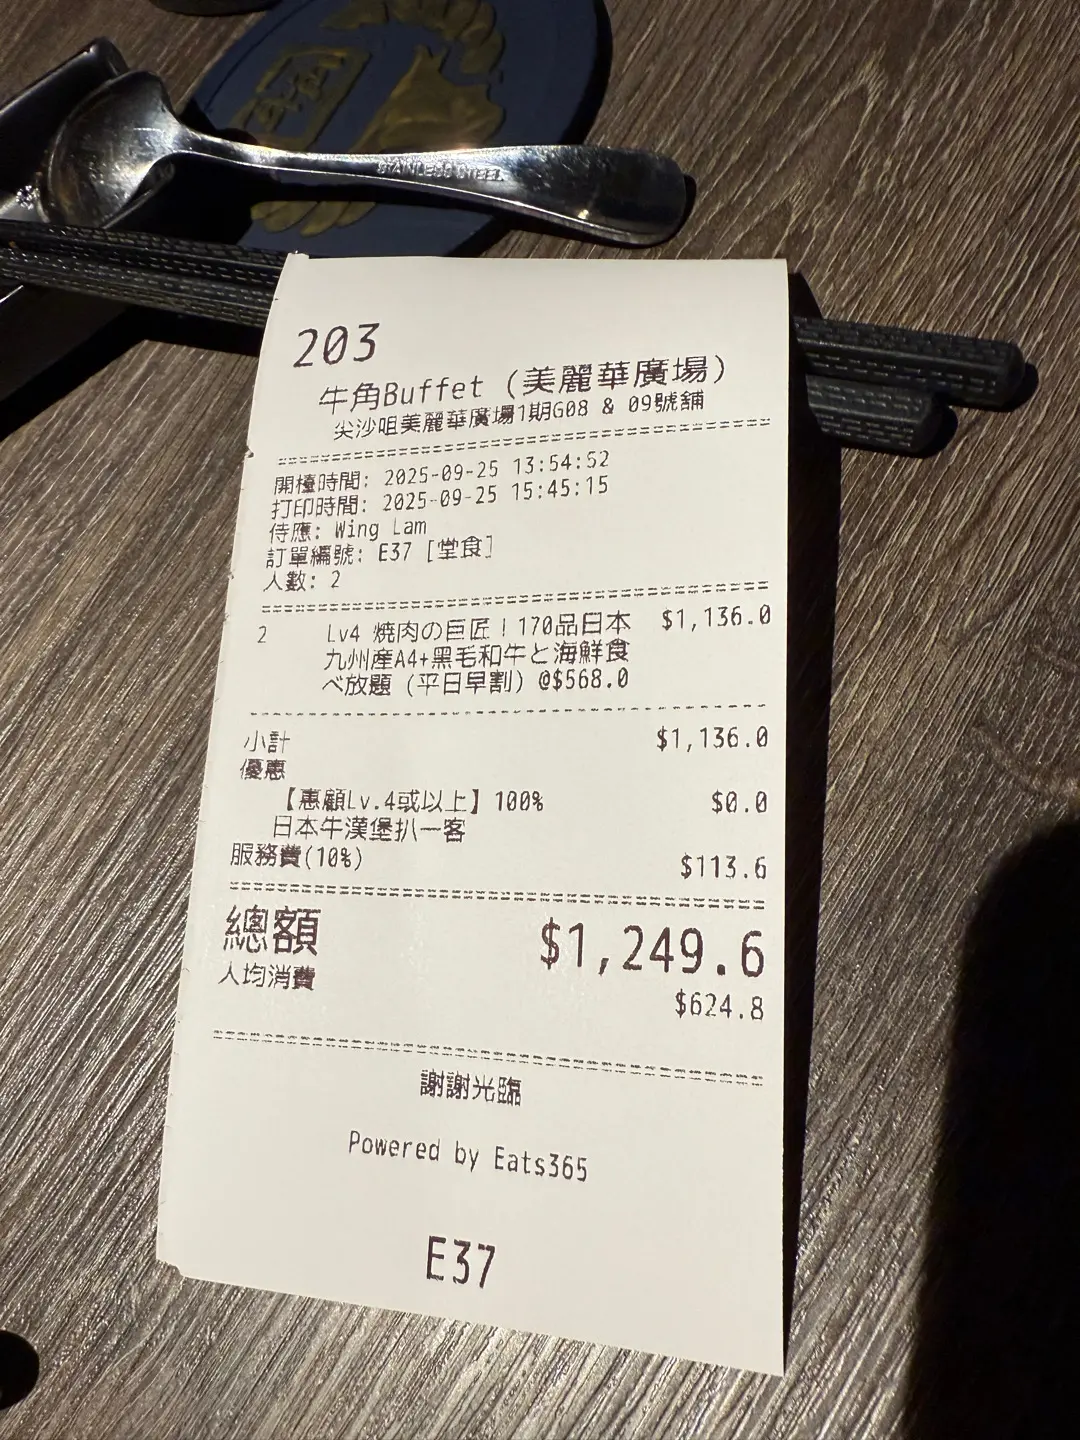 STAINLESS STEEL
203
牛角Buffet (美麗華廣場)
尖沙咀美麗華廣場1期G08 & 09號舖
開檯時間: 2025-09-25 13:54:52
打印時間: 2025-09-25 15:45:15
侍應: Wing Lam
訂單編號: E37 [堂食]
人數: 2
2 Lv4 焼肉の巨匠！170品日本 $1,136.0
九州産A4+黑毛和牛と海鮮食
べ放題 (平日早割) @$568.0
小計 $1,136.0
優惠
【惠顧Lv.4或以上】100% $0.0
日本牛漢堡扒一客
服務費(10%) $113.6
總額 $1,249.6
人均消費 $624.8
謝謝光臨
Powered by Eats365
E37